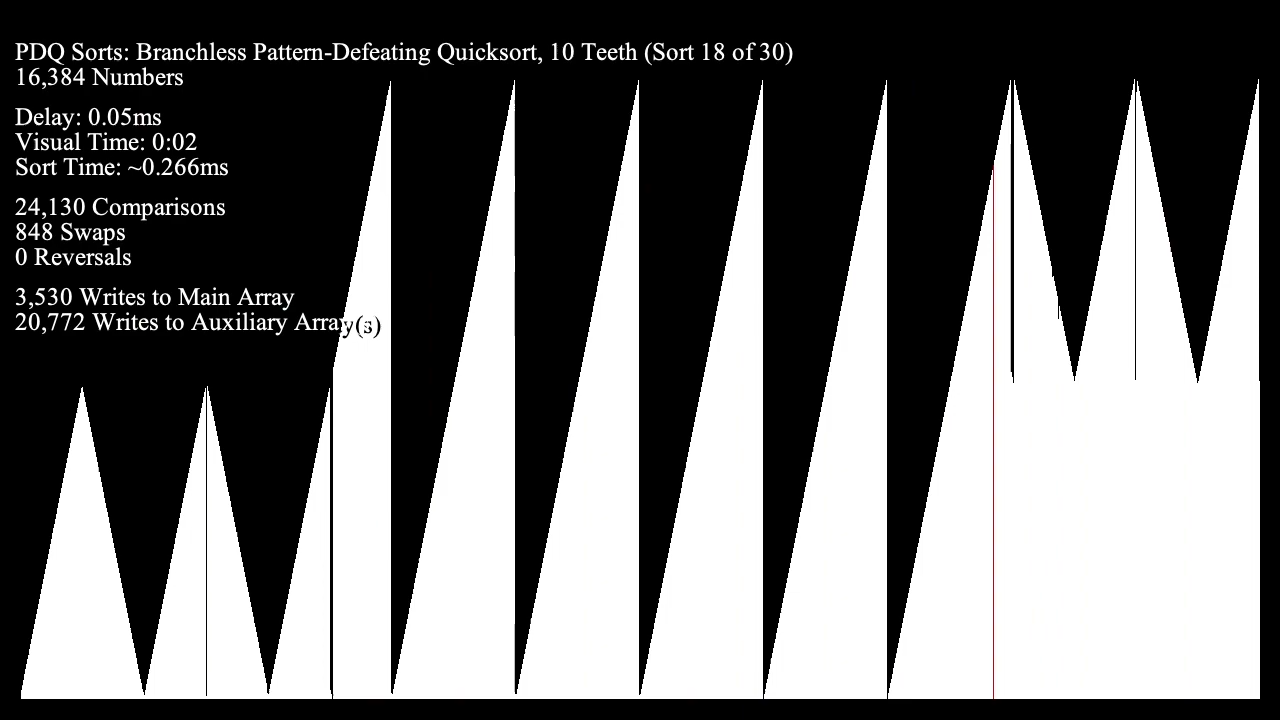 PDQ Sorts: Branchless Pattern-Defeating Quicksort, 10 Teeth (Sort 18 of 30)
16,384 Numbers
Delay: 0.05ms
Visual Time: 0:02
Sort Time: ~0.266ms
24,130 Comparisons
848 Swaps
0 Reversals
3,530 Writes to Main Array
20,772 Writes to Auxiliary Array(s)